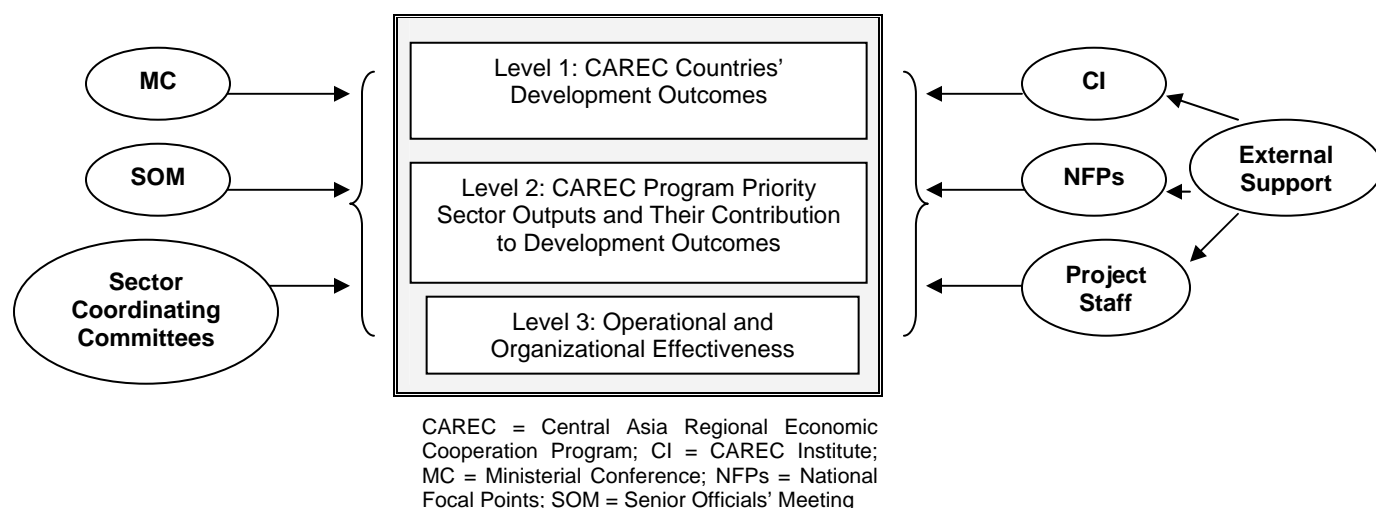 MC
SOM
Sector
Coordinating
Committees
Level 1: CAREC Countries’
Development Outcomes
Level 2: CAREC Program Priority
Sector Outputs and Their Contribution
to Development Outcomes
Level 3: Operational and
Organizational Effectiveness
CI
NFPs
Project
Staff
External
Support
CAREC = Central Asia Regional Economic
Cooperation Program; CI = CAREC Institute;
MC = Ministerial Conference; NFPs = National
Focal Points; SOM = Senior Officials’ Meeting